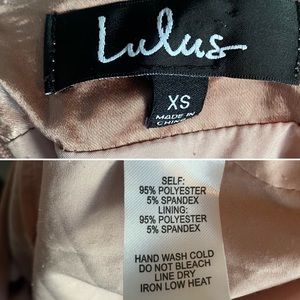 Lulus
XS
MADE IN
CHINA
SELF:
95% POLYESTER
5% SPANDEX
LINING:
95% POLYESTER
5% SPANDEX
HAND WASH COLD
DO NOT BLEACH
LINE DRY
IRON LOW HEAT